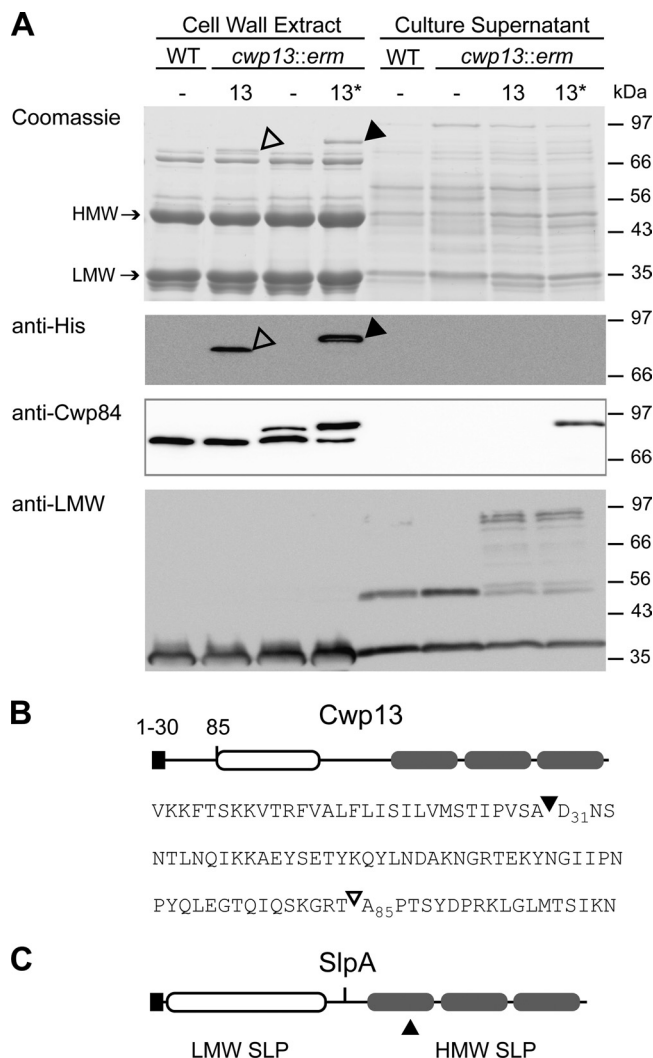 A
Cell Wall Extract Culture Supernatant
WT cwp13::erm WT cwp13::erm
- 13 - 13* - - 13 13* kDa
Coomassie
97
66
56
HMW→
43
LMW→
35
anti-His
97
66
anti-Cwp84
97
66
anti-LMW
97
66
56
43
35
B
Cwp13
1-30 85
VKKFTSKKVTRFVALFLISILVMSTIPVSA▼D31NS
NTLNQIKKAEYSETYKQYLNDAKNGRTEKYNGIIPN
PYQLEGTQIQSKGRT▽A85PTSYDPRKLGLMTSIKN
C
SlpA
LMW SLP HMW SLP